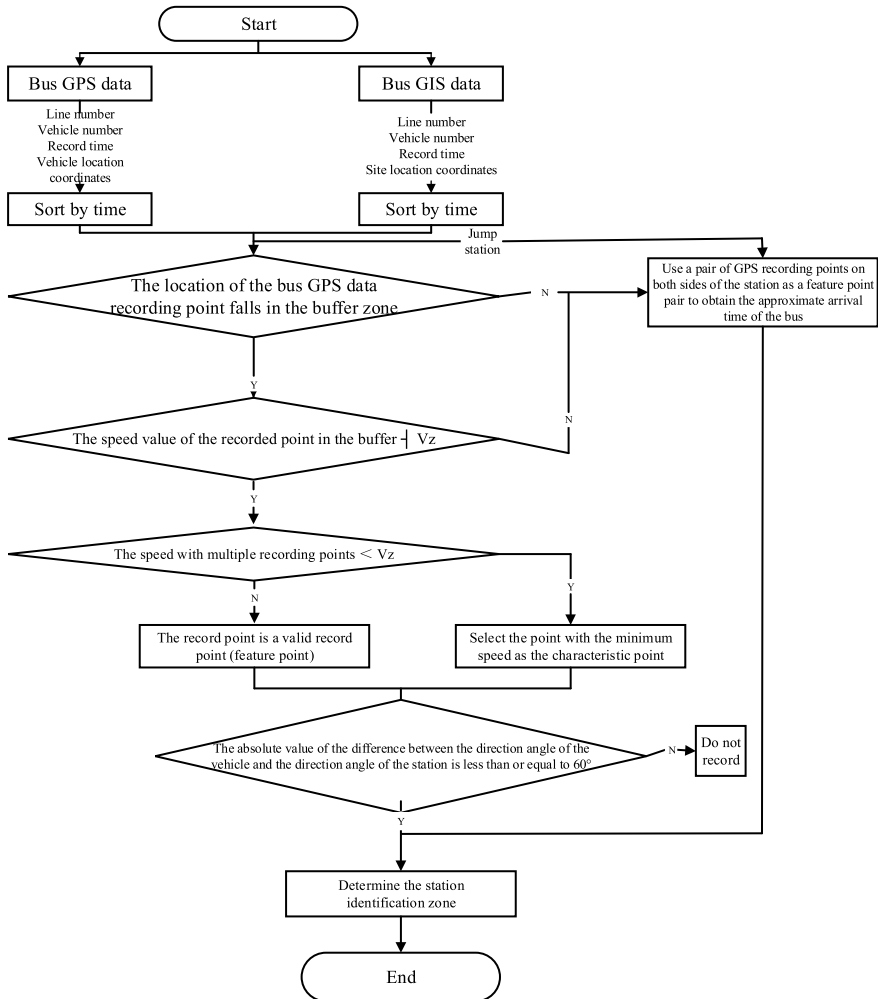 Start
Bus GPS data
Bus GIS data
Line number
Vehicle number
Record time
Vehicle location
coordinates
Line number
Vehicle number
Record time
Site location coordinates
Sort by time
Sort by time
Jump
station
The location of the bus GPS data
recording point falls in the buffer zone
N
Use a pair of GPS recording points on
both sides of the station as a feature point
pair to obtain the approximate arrival
time of the bus
Y
The speed value of the recorded point in the buffer ┤ Vz
N
Y
The speed with multiple recording points < Vz
N
Y
The record point is a valid record
point (feature point)
Select the point with the minimum
speed as the characteristic point
The absolute value of the difference between the direction angle of the
vehicle and the direction angle of the station is less than or equal to 60°
N
Do not
record
Y
Determine the station
identification zone
End